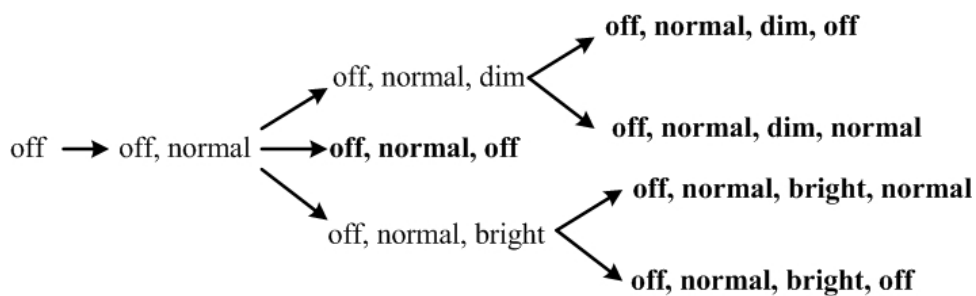 off, normal, dim, off
off, normal, dim
off, normal, dim, normal
off
off, normal
off, normal, off
off, normal, bright, normal
off, normal, bright
off, normal, bright, off